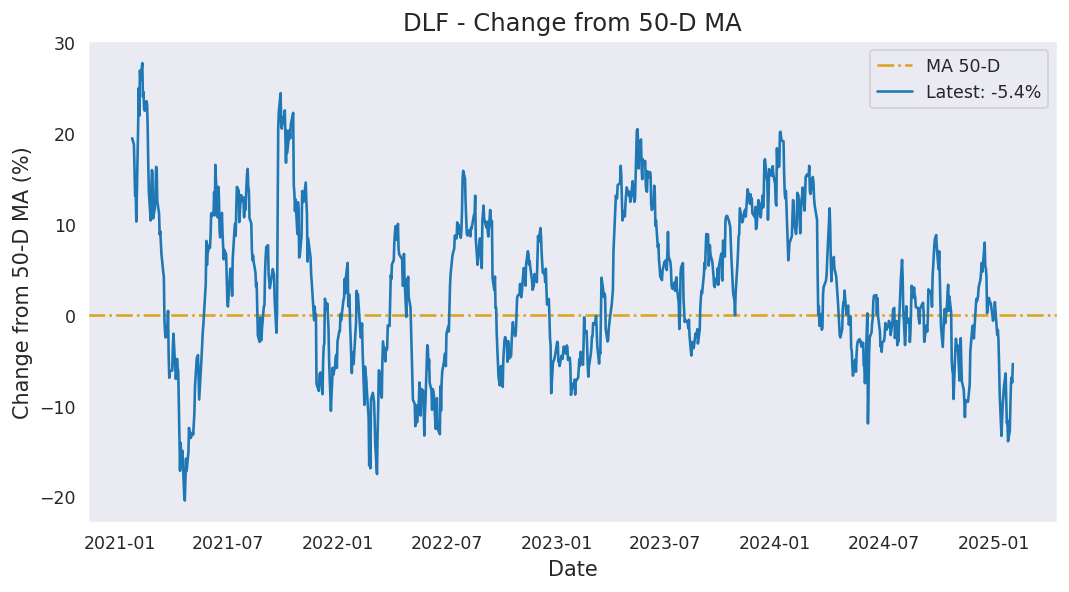 DLF - Change from 50-D MA
MA 50-D
Latest: -5.4%
Change from 50-D MA (%)
30
20
10
0
−10
−20
2021-01 2021-07 2022-01 2022-07 2023-01 2023-07 2024-01 2024-07 2025-01
Date